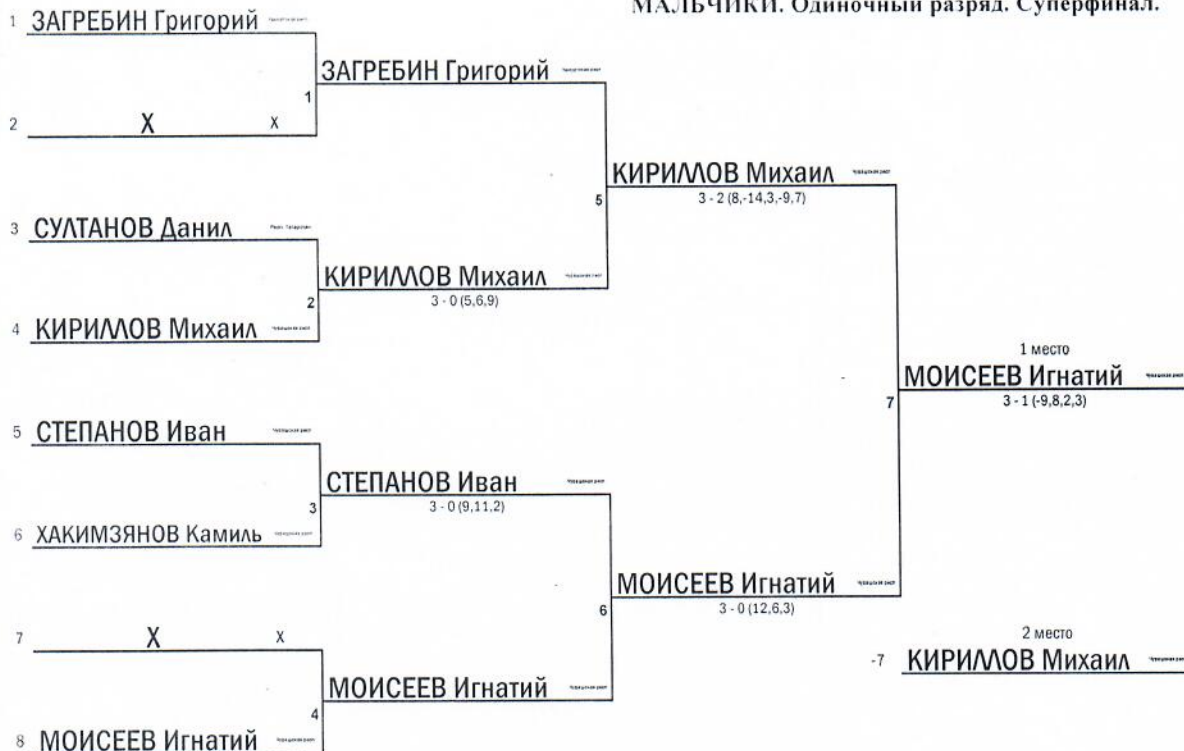 МАЛЬЧИКИ. Одиночный разряд. Суперфинал.
1 ЗАГРЕБИН Григорий
ЗАГРЕБИН Григорий
1
2 X X
КИРИЛЛОВ Михаил
3 - 2 (8,-14,3,-9,7)
5
3 СУЛТАНОВ Данил
КИРИЛЛОВ Михаил
3 - 0 (5,6,9)
2
4 КИРИЛЛОВ Михаил
1 место
МОИСЕЕВ Игнатий
3 - 1 (-9,8,2,3)
7
5 СТЕПАНОВ Иван
СТЕПАНОВ Иван
3 - 0 (9,11,2)
3
6 ХАКИМЗЯНОВ Камиль
МОИСЕЕВ Игнатий
3 - 0 (12,6,3)
6
7 X X
2 место
-7 КИРИЛЛОВ Михаил
МОИСЕЕВ Игнатий
4
8 МОИСЕЕВ Игнатий